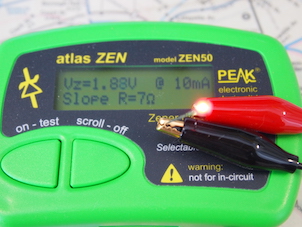 atlas ZEN
model ZEN50
Vz=1.88V @ 10mA
Slope R=7Ω
PEAK
electronic
on - test
scroll - off
Selectab
warning:
not for in-circuit